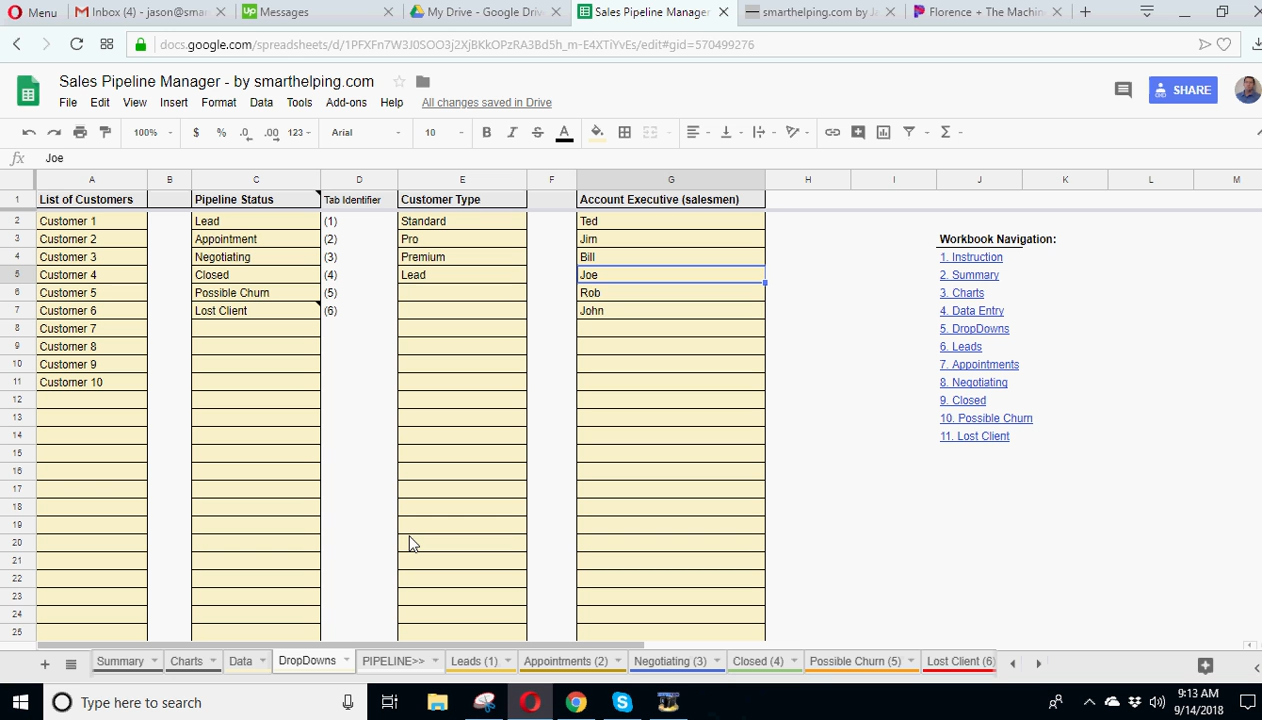 Menu
Inbox (4) - jason@smar
Messages
My Drive - Google Drive
Sales Pipeline Manager
smarthelping.com by J
Florence + The Machin
docs.google.com/spreadsheets/d/1PFXFn7W3J0SOO3j2XjBKkOPzRA3Bd5h_m-E4XTiYvEs/edit#gid=570499276
Sales Pipeline Manager - by smarthelping.com
File Edit View Insert Format Data Tools Add-ons Help All changes saved in Drive
SHARE
100% $ % .0 .00 123 Arial 10 B I S A Σ
fx Joe
A B C D E F G H I J K L M
1 List of Customers Pipeline Status Tab Identifier Customer Type Account Executive (salesmen)
2 Customer 1 Lead (1) Standard Ted
3 Customer 2 Appointment (2) Pro Jim Workbook Navigation:
4 Customer 3 Negotiating (3) Premium Bill 1. Instruction
5 Customer 4 Closed (4) Lead Joe 2. Summary
6 Customer 5 Possible Churn (5) Rob 3. Charts
7 Customer 6 Lost Client (6) John 4. Data Entry
8 Customer 7 5. DropDowns
9 Customer 8 6. Leads
10 Customer 9 7. Appointments
11 Customer 10 8. Negotiating
12 9. Closed
13 10. Possible Churn
14 11. Lost Client
15
16
17
18
19
20
21
22
23
24
25
Summary Charts Data DropDowns PIPELINE>> Leads (1) Appointments (2) Negotiating (3) Closed (4) Possible Churn (5) Lost Client (6)
Type here to search
9:13 AM
9/14/2018